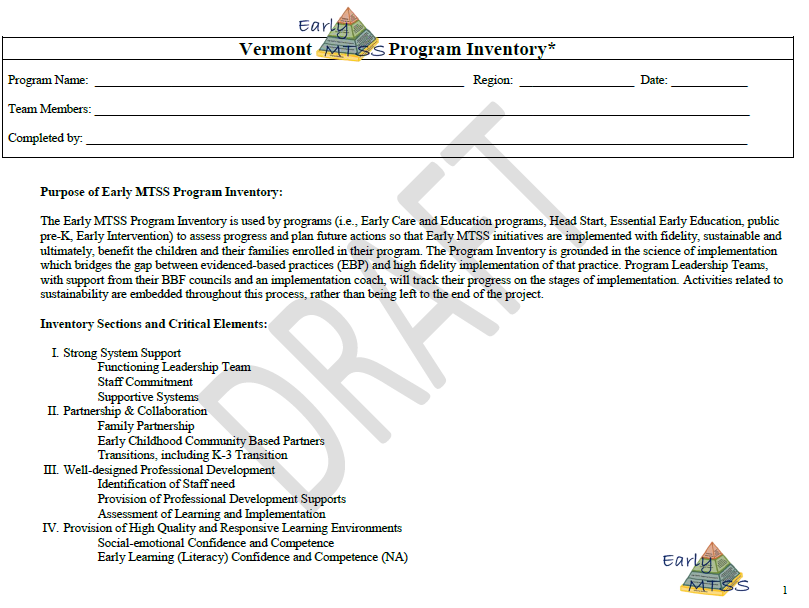 Early
MTSS
Vermont Program Inventory*
Program Name: Region: Date:
Team Members:
Completed by:
DRAFT
Purpose of Early MTSS Program Inventory:
The Early MTSS Program Inventory is used by programs (i.e., Early Care and Education programs, Head Start, Essential Early Education, public
pre-K, Early Intervention) to assess progress and plan future actions so that Early MTSS initiatives are implemented with fidelity, sustainable and
ultimately, benefit the children and their families enrolled in their program. The Program Inventory is grounded in the science of implementation
which bridges the gap between evidenced-based practices (EBP) and high fidelity implementation of that practice. Program Leadership Teams,
with support from their BBF councils and an implementation coach, will track their progress on the stages of implementation. Activities related to
sustainability are embedded throughout this process, rather than being left to the end of the project.
Inventory Sections and Critical Elements:
I. Strong System Support
Functioning Leadership Team
Staff Commitment
Supportive Systems
II. Partnership & Collaboration
Family Partnership
Early Childhood Community Based Partners
Transitions, including K-3 Transition
III. Well-designed Professional Development
Identification of Staff need
Provision of Professional Development Supports
Assessment of Learning and Implementation
IV. Provision of High Quality and Responsive Learning Environments
Social-emotional Confidence and Competence
Early Learning (Literacy) Confidence and Competence (NA)
Early
MTSS
1